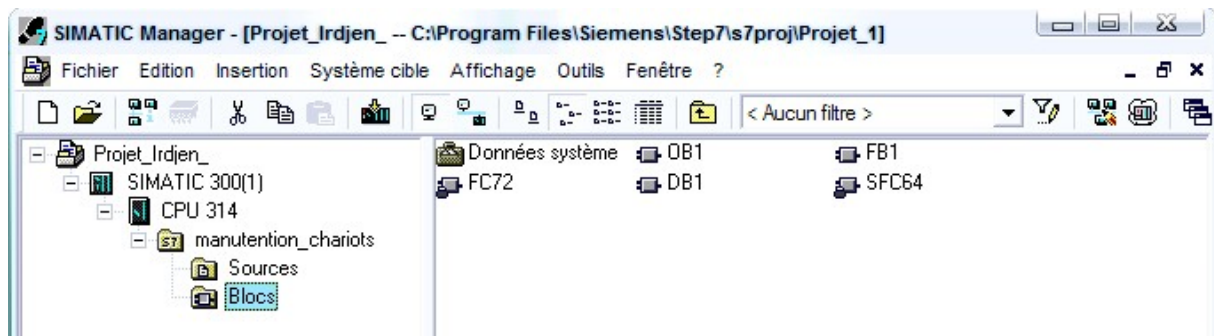 SIMATIC Manager - [Projet_Irdjen_ -- C:\Program Files\Siemens\Step7\s7proj\Projet_1]
Fichier Edition Insertion Système cible Affichage Outils Fenêtre ?
< Aucun filtre >
Projet_Irdjen_
SIMATIC 300(1)
CPU 314
manutention_chariots
Sources
Blocs
Données système OB1 FB1
FC72 DB1 SFC64